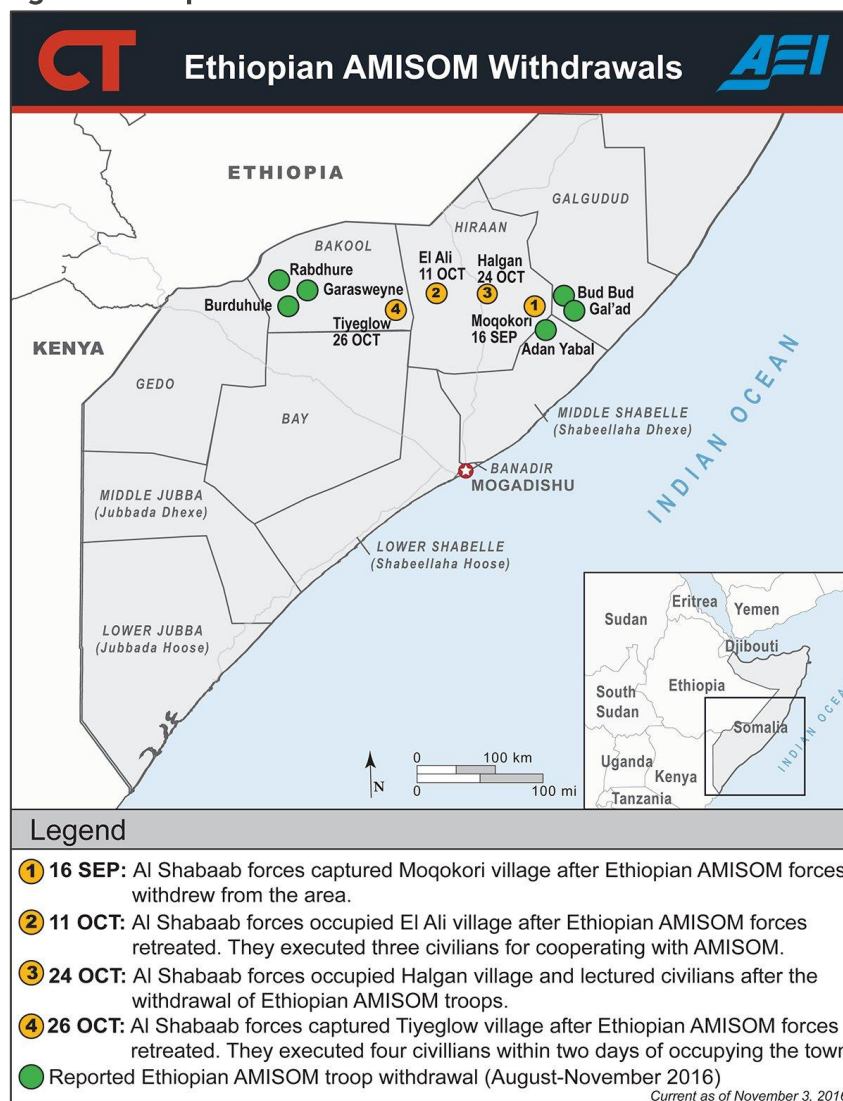 CT
Ethiopian AMISOM Withdrawals
AEI
ETHIOPIA
GALGUDUD
HIRAAN
BAKOOL
El Ali
11 OCT
Halgan
24 OCT
Rabdhure
Garasweyne
Burduhule
2
3
1
4
Bud Bud
Gal'ad
Tiyeglow
26 OCT
Moqokori
16 SEP
Adan Yabal
KENYA
GEDO
BAY
MIDDLE SHABELLE
(Shabeellaha Dhexe)
INDIAN OCEAN
BANADIR
MOGADISHU
MIDDLE JUBBA
(Jubbada Dhexe)
LOWER SHABELLE
(Shabeellaha Hoose)
LOWER JUBBA
(Jubbada Hoose)
N
0 100 km
0 100 mi
Eritrea
Yemen
Sudan
Djibouti
Ethiopia
South
Sudan
Somalia
INDIAN OCEA
Uganda
Kenya
Tanzania
Legend
1 16 SEP: Al Shabaab forces captured Moqokori village after Ethiopian AMISOM forces
withdrew from the area.
2 11 OCT: Al Shabaab forces occupied El Ali village after Ethiopian AMISOM forces
retreated. They executed three civilians for cooperating with AMISOM.
3 24 OCT: Al Shabaab forces occupied Halgan village and lectured civilians after the
withdrawal of Ethiopian AMISOM troops.
4 26 OCT: Al Shabaab forces captured Tiyeglow village after Ethiopian AMISOM forces
retreated. They executed four civillians within two days of occupying the town
Reported Ethiopian AMISOM troop withdrawal (August-November 2016)
Current as of November 3, 2016